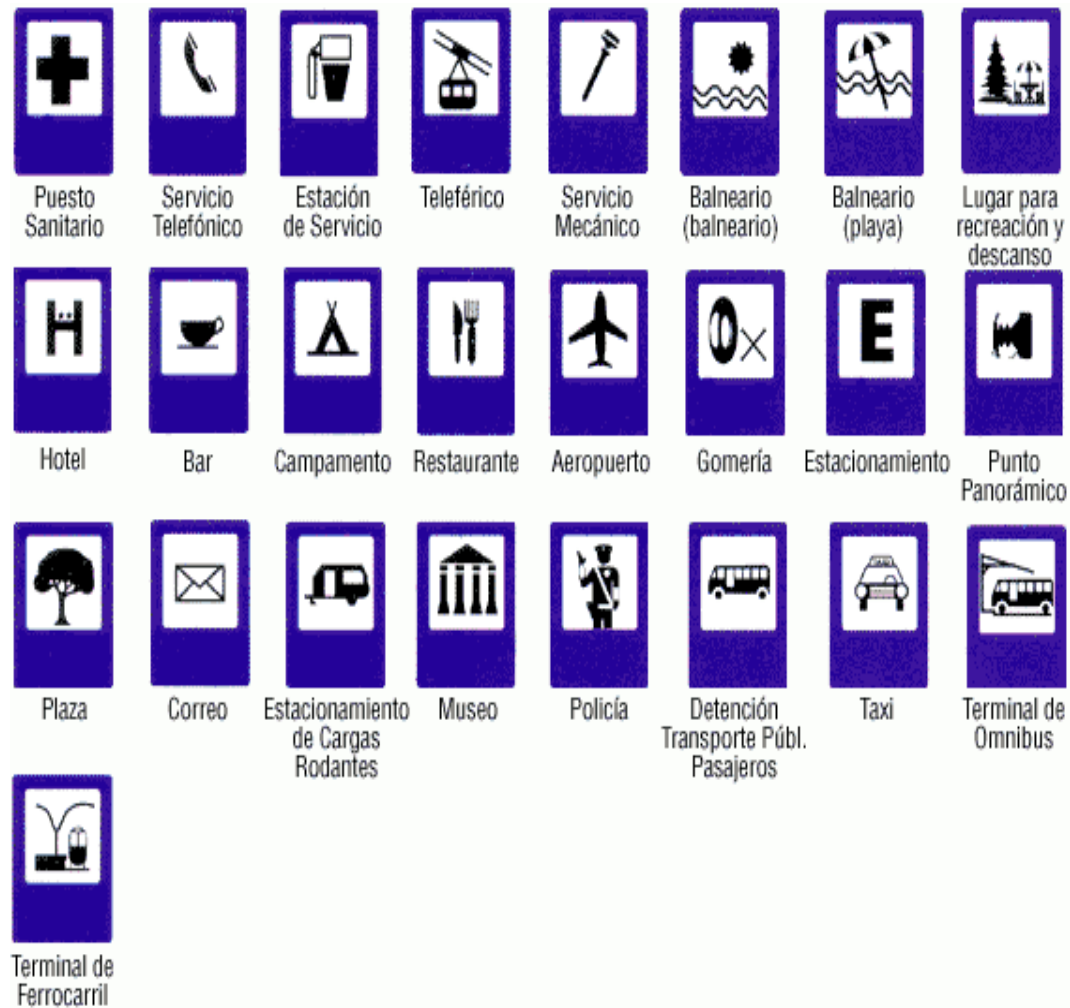 Puesto
Sanitario
Servicio
Telefónico
Estación
de Servicio
Teleférico
Servicio
Mecánico
Balneario
(balneario)
Balneario
(playa)
Lugar para
recreación y
descanso
H
E
Hotel
Bar
Campamento
Restaurante
Aeropuerto
Gomería
Estacionamiento
Punto
Panorámico
TAXI
Plaza
Correo
Estacionamiento
de Cargas
Rodantes
Museo
Policía
Detención
Transporte Públ.
Pasajeros
Taxi
Terminal de
Omnibus
Terminal de
Ferrocarril